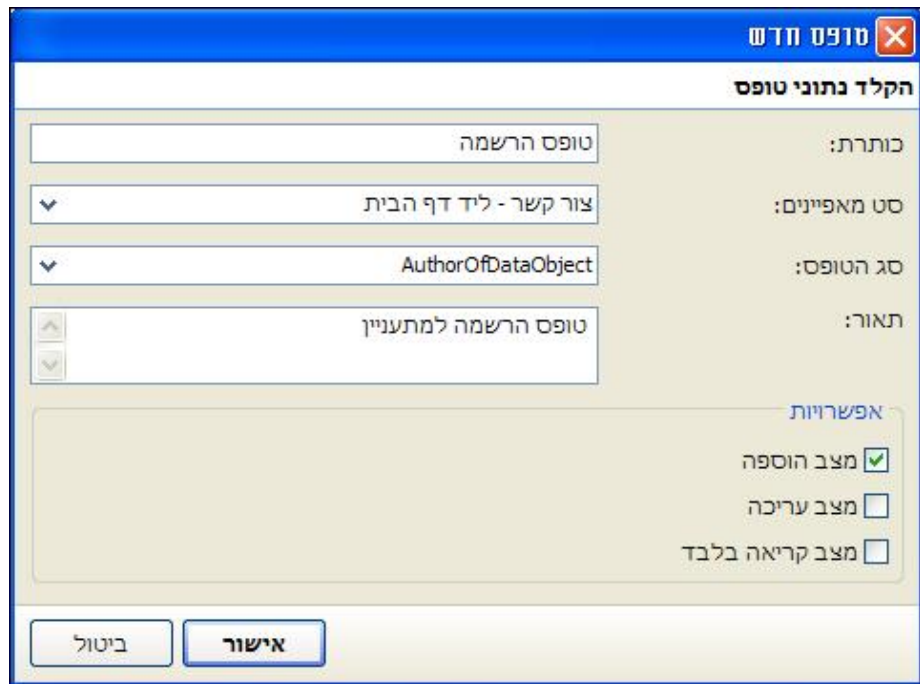 טופס חדש
הקלד נתוני טופס
כותרת: טופס הרשמה
סט מאפיינים: צור קשר - ליד דף הבית
סג הטופס: AuthorOfDataObject
תאור: טופס הרשמה למתעניין
אפשרויות
מצב הוספה
מצב עריכה
מצב קריאה בלבד
אישור ביטול